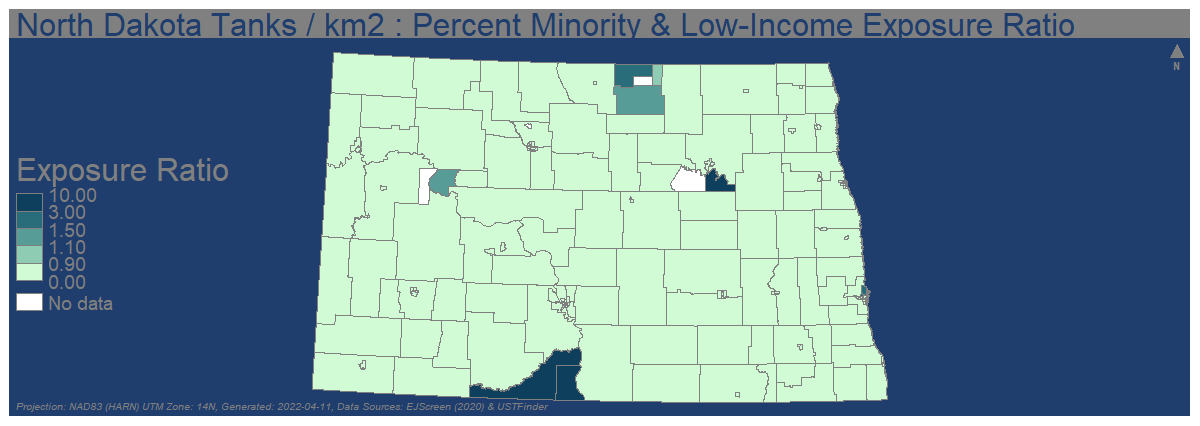 North Dakota Tanks / km2 : Percent Minority & Low-Income Exposure Ratio
N
Exposure Ratio
10.00
3.00
1.50
1.10
0.90
0.00
No data
Projection: NAD83 (HARN) UTM Zone: 14N, Generated: 2022-04-11, Data Sources: EJScreen (2020) & USTFinder